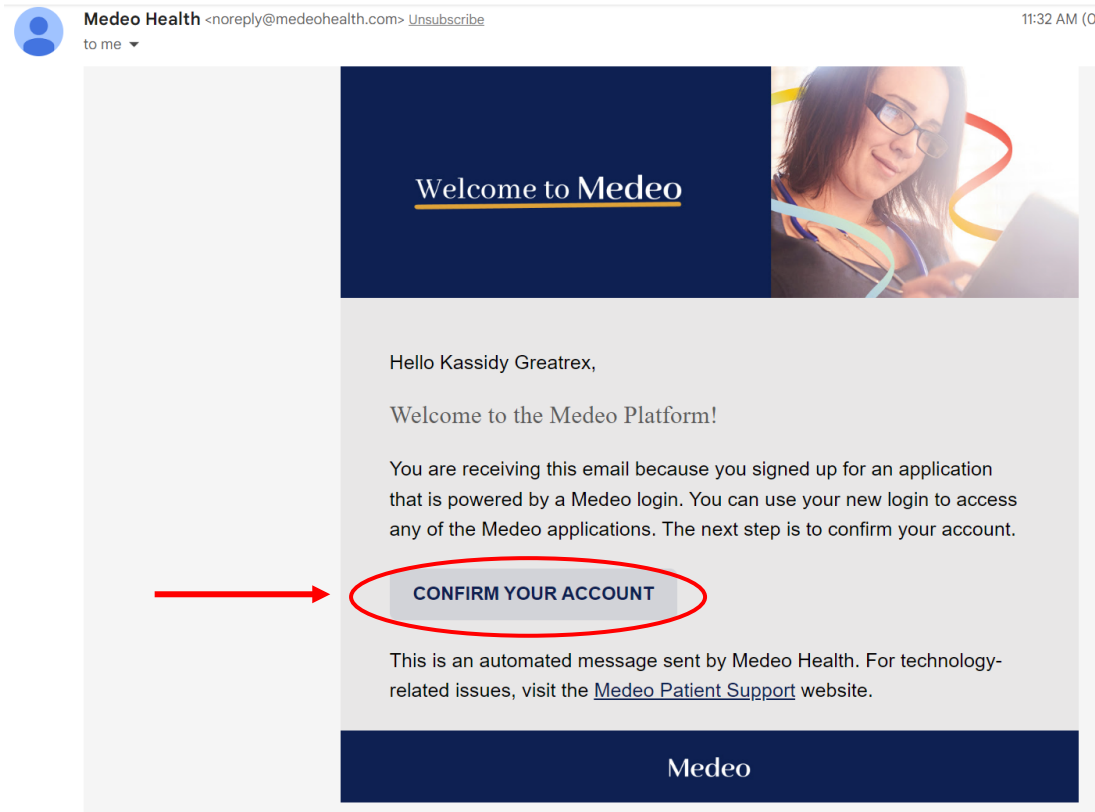 Medeo Health <noreply@medeohealth.com> Unsubscribe
11:32 AM (0
to me
Welcome to Medeo
Hello Kassidy Greatrex,
Welcome to the Medeo Platform!
You are receiving this email because you signed up for an application
that is powered by a Medeo login. You can use your new login to access
any of the Medeo applications. The next step is to confirm your account.
CONFIRM YOUR ACCOUNT
This is an automated message sent by Medeo Health. For technology-
related issues, visit the Medeo Patient Support website.
Medeo